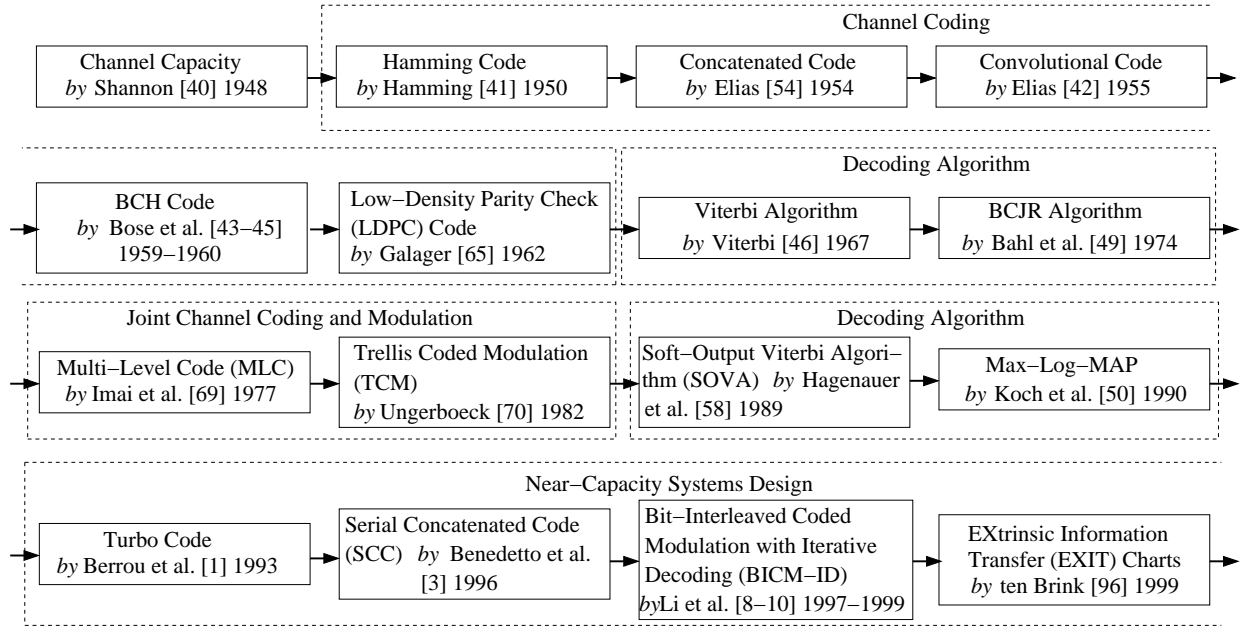 Channel Coding
Channel Capacity
by Shannon [40] 1948
Hamming Code
by Hamming [41] 1950
Concatenated Code
by Elias [54] 1954
Convolutional Code
by Elias [42] 1955
BCH Code
by Bose et al. [43−45]
1959−1960
Low−Density Parity Check
(LDPC) Code
by Galager [65] 1962
Decoding Algorithm
Viterbi Algorithm
by Viterbi [46] 1967
BCJR Algorithm
by Bahl et al. [49] 1974
Joint Channel Coding and Modulation
Multi−Level Code (MLC)
by Imai et al. [69] 1977
Trellis Coded Modulation
(TCM)
by Ungerboeck [70] 1982
Decoding Algorithm
Soft−Output Viterbi Algori−
thm (SOVA) by Hagenauer
et al. [58] 1989
Max−Log−MAP
by Koch et al. [50] 1990
Near−Capacity Systems Design
Turbo Code
by Berrou et al. [1] 1993
Serial Concatenated Code
(SCC) by Benedetto et al.
[3] 1996
Bit−Interleaved Coded
Modulation with Iterative
Decoding (BICM−ID)
byLi et al. [8−10] 1997−1999
EXtrinsic Information
Transfer (EXIT) Charts
by ten Brink [96] 1999